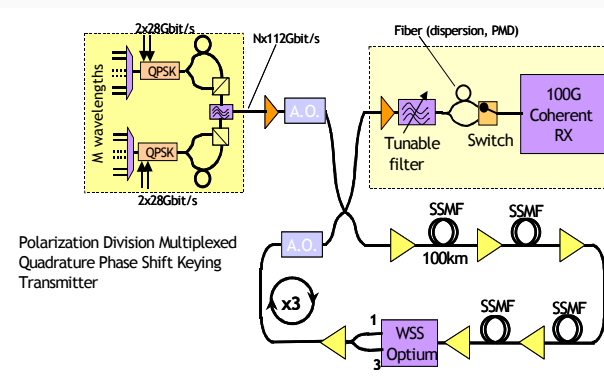 2x28Gbit/s
Nx112Gbit/s
Fiber (dispersion, PMD)
M wavelengths
QPSK
A.O.
100G
Coherent
RX
Tunable
filter
Switch
QPSK
2x28Gbit/s
SSMF
SSMF
Polarization Division Multiplexed
Quadrature Phase Shift Keying
Transmitter
A.O.
100km
x3
SSMF
SSMF
1
WSS
Optium
3